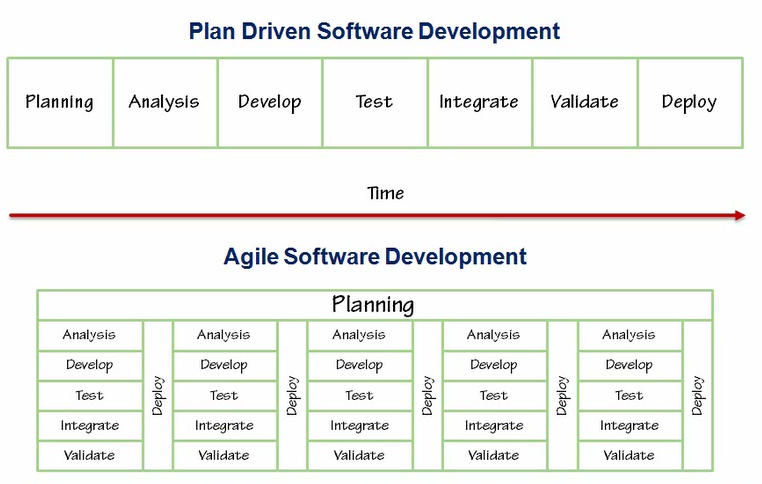 Plan Driven Software Development
Planning Analysis Develop Test Integrate Validate Deploy
Time
Agile Software Development
Planning
Analysis
Develop
Test
Integrate
Validate
Deploy
Analysis
Develop
Test
Integrate
Validate
Deploy
Analysis
Develop
Test
Integrate
Validate
Deploy
Analysis
Develop
Test
Integrate
Validate
Deploy
Analysis
Develop
Test
Integrate
Validate
Deploy